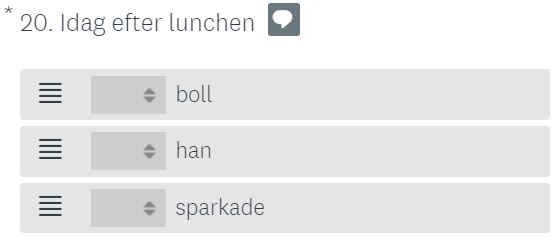 * 20. Idag efter lunchen
boll
han
sparkade